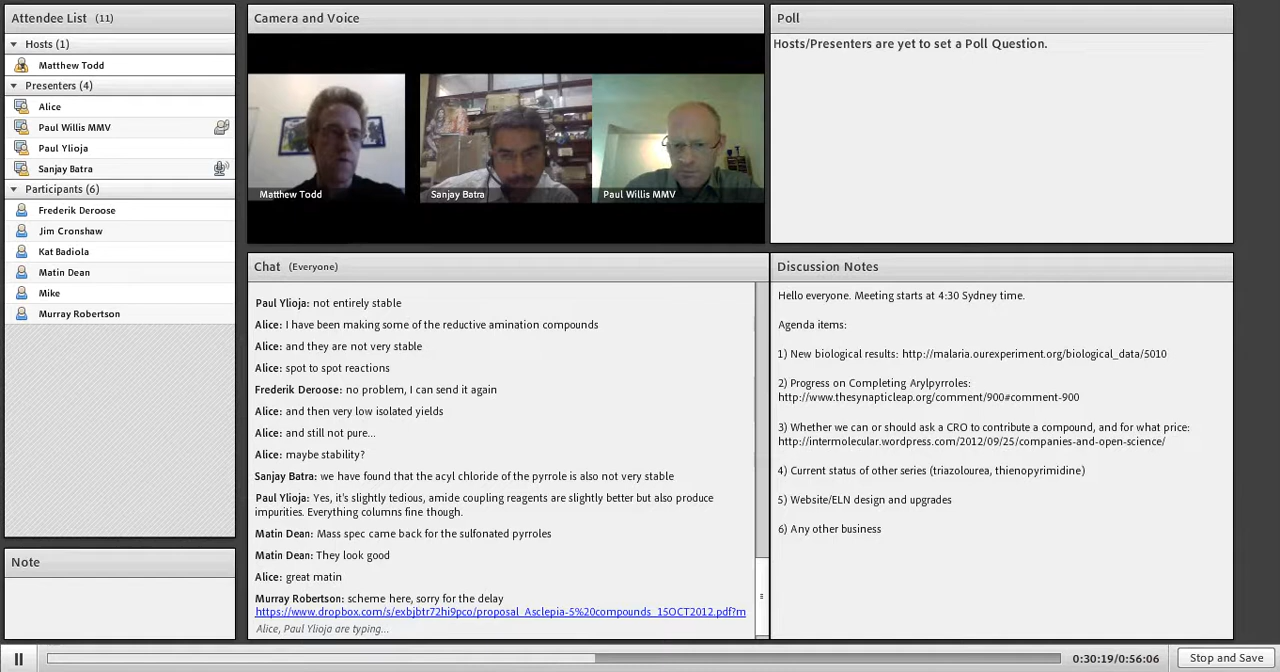 Attendee List (11)
Hosts (1)
Matthew Todd
Presenters (4)
Alice
Paul Willis MMV
Paul Ylioja
Sanjay Batra
Participants (6)
Frederik Deroose
Jim Cronshaw
Kat Badiola
Matin Dean
Mike
Murray Robertson
Note
Camera and Voice
Matthew Todd
Sanjay Batra
Paul Willis MMV
Chat (Everyone)
Paul Ylioja: not entirely stable
Alice: I have been making some of the reductive amination compounds
Alice: and they are not very stable
Alice: spot to spot reactions
Frederik Deroose: no problem, I can send it again
Alice: and then very low isolated yields
Alice: and still not pure...
Alice: maybe stability?
Sanjay Batra: we have found that the acyl chloride of the pyrrole is also not very stable
Paul Ylioja: Yes, it's slightly tedious, amide coupling reagents are slightly better but also produce
impurities. Everything columns fine though.
Matin Dean: Mass spec came back for the sulfonated pyrroles
Matin Dean: They look good
Alice: great matin
Murray Robertson: scheme here, sorry for the delay
https://www.dropbox.com/s/exbjbtr72hi9pco/proposal_Asclepia-5%20compounds_15OCT2012.pdf?m
Alice, Paul Ylioja are typing...
Poll
Hosts/Presenters are yet to set a Poll Question.
Discussion Notes
Hello everyone. Meeting starts at 4:30 Sydney time.
Agenda items:
1) New biological results: http://malaria.ourexperiment.org/biological_data/5010
2) Progress on Completing Arylpyrroles:
http://www.thesynapticleap.org/comment/900#comment-900
3) Whether we can or should ask a CRO to contribute a compound, and for what price:
http://intermolecular.wordpress.com/2012/09/25/companies-and-open-science/
4) Current status of other series (triazolourea, thienopyrimidine)
5) Website/ELN design and upgrades
6) Any other business
0:30:19/0:56:06
Stop and Save